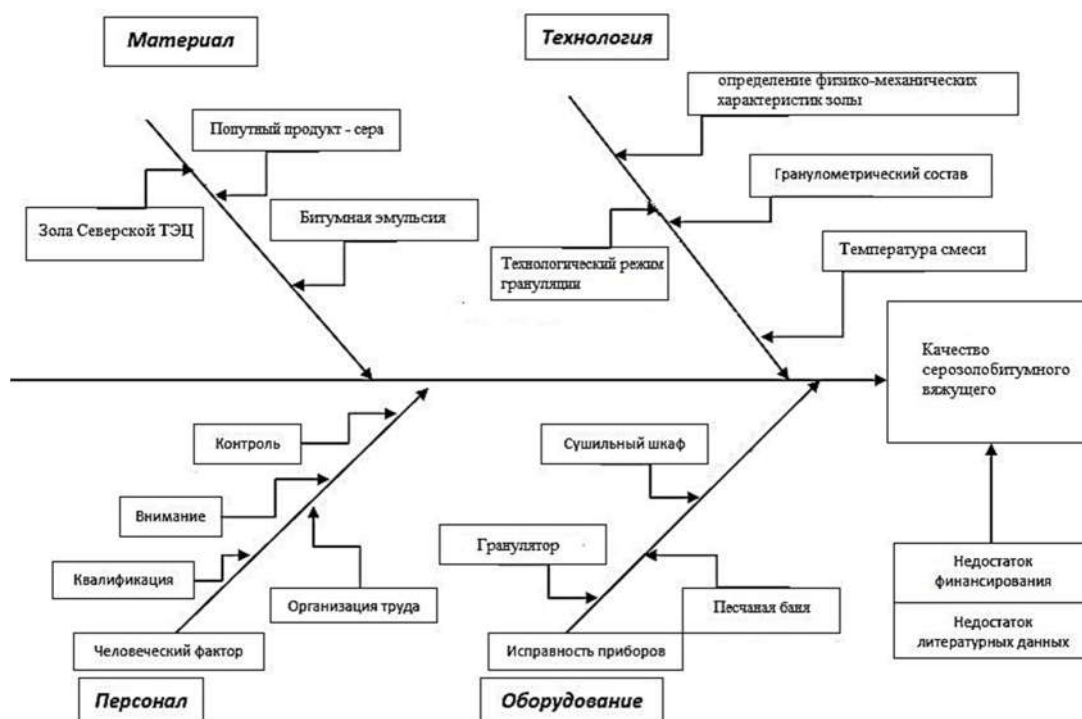 Материал
Технология
определение физико-механических
характеристик золы
Попутный продукт - сера
Гранулометрический состав
Зола Северской ТЭЦ
Битумная эмульсия
Технологический режим
грануляции
Температура смеси
Качество
серозолобитумного
вяжущего
Контроль
Сушильный шкаф
Внимание
Гранулятор
Квалификация
Недостаток
финансирования
Организация труда
Песчаная баня
Недостаток
литературных данных
Человеческий фактор
Исправность приборов
Персонал
Оборудование